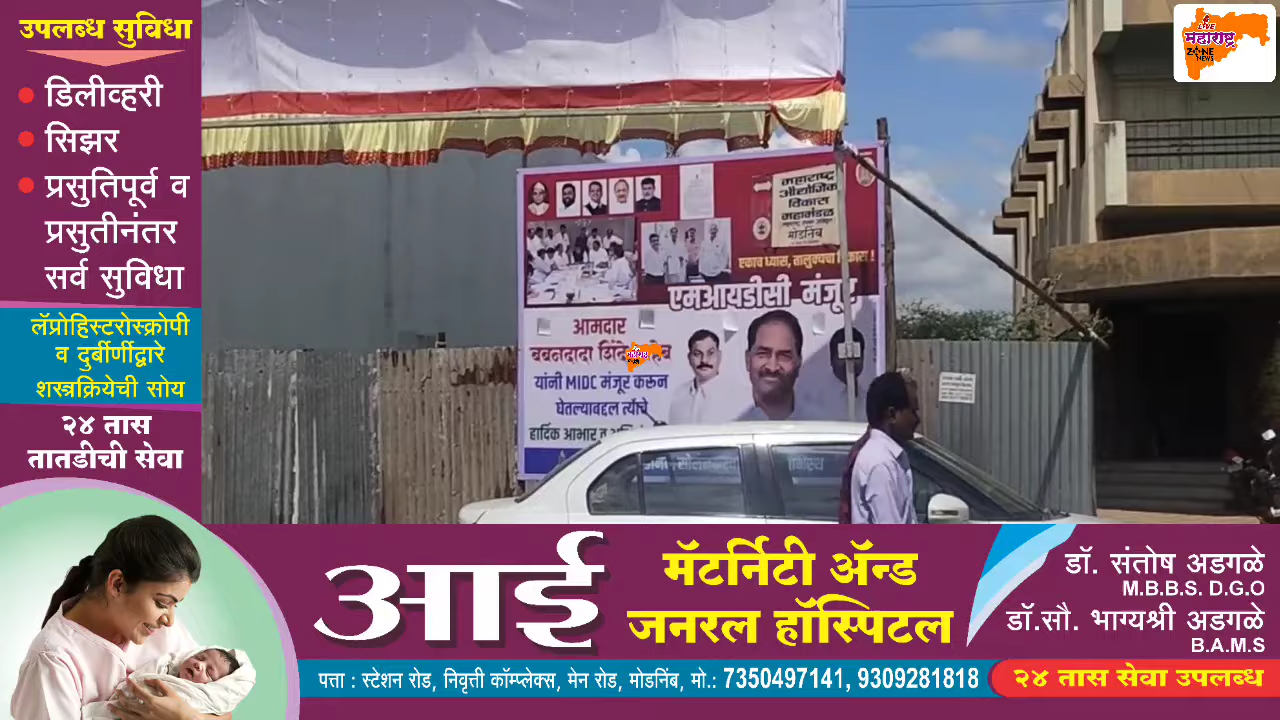 उपलब्ध सुविधा
डिलीव्हरी
सिझर
प्रसुतिपूर्व व
प्रसुतीनंतर
सर्व सुविधा
लॅप्रोहिस्टरोस्क्रोपी
व दुर्बीर्णीद्वारे
शस्त्रक्रियेची सोय
२४ तास
तातडीची सेवा
LIVE
महाराष्ट्र
ZONE
NEWS
महाराष्ट्र
औद्योगिक
विकास
महामंडळ
मोडनिंब
एकाच ध्यास, तालुक्याचा विकास !
एमआयडीसी मंजूर
आमदार
बबनदादा
यांनी MIDC मंजूर करून
घेतल्याबद्दल त्यांचे
हार्दिक आभार व
आई
मॅटर्निटी ॲन्ड
जनरल हॉस्पिटल
डॉ. संतोष अडगळे
M.B.B.S. D.G.O
डॉ.सौ. भाग्यश्री अडगळे
B.A.M.S
पत्ता : स्टेशन रोड, निवृत्ती कॉम्प्लेक्स, मेन रोड, मोडनिंब, मो.: 7350497141, 9309281818
२४ तास सेवा उपलब्ध